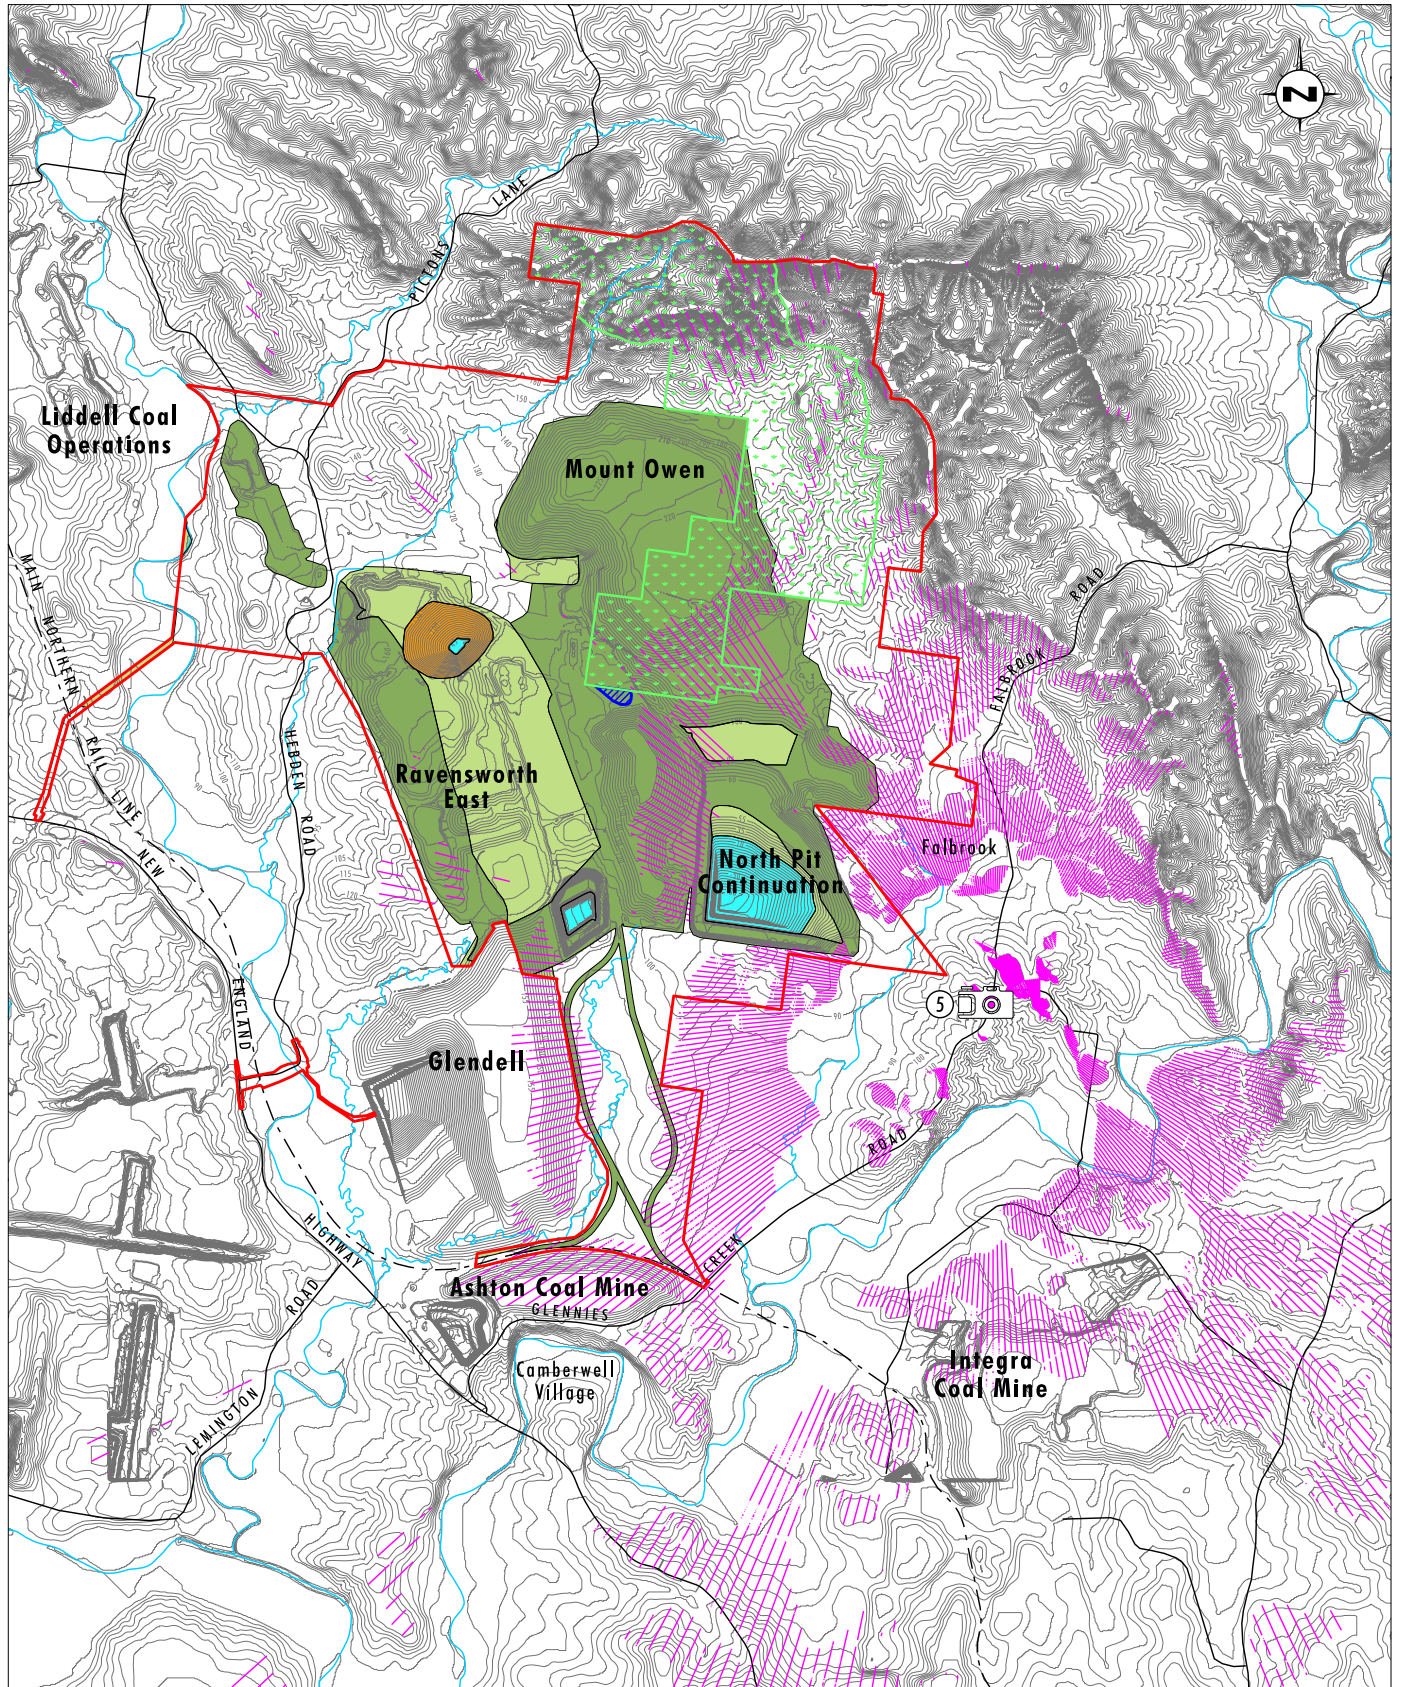 N
PICTONS LANE
Liddell Coal
Operations
Mount Owen
MAIN NORTHERN RAIL LINE
FALBROOK ROAD
HEBDEN ROAD
Ravensworth
East
North Pit
Continuation
Falbrook
NEW ENGLAND HIGHWAY
5
Glendell
GLENNIES CREEK ROAD
Ashton Coal Mine
LEMINGTON ROAD
Camberwell
Village
Integra
Coal Mine